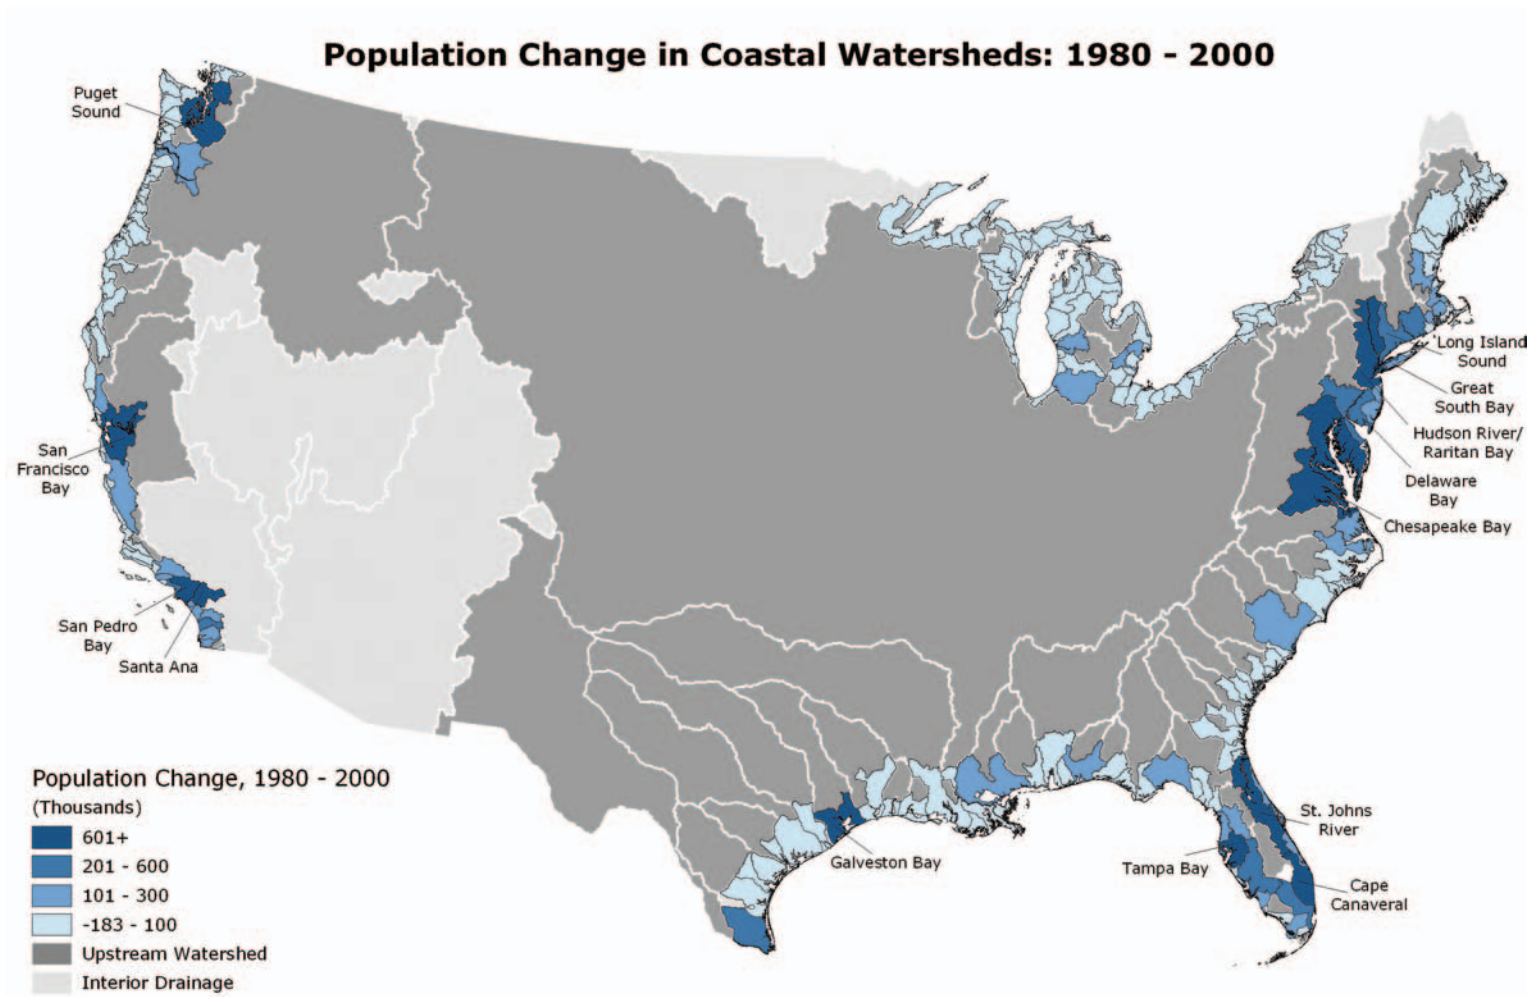 Population Change in Coastal Watersheds: 1980 - 2000
Puget
Sound
San
Francisco
Bay
San Pedro
Bay
Santa Ana
Long Island
Sound
Great
South Bay
Hudson River/
Raritan Bay
Delaware
Bay
Chesapeake Bay
St. Johns
River
Tampa Bay
Cape
Canaveral
Galveston Bay
Population Change, 1980 - 2000
(Thousands)
601+
201 - 600
101 - 300
-183 - 100
Upstream Watershed
Interior Drainage